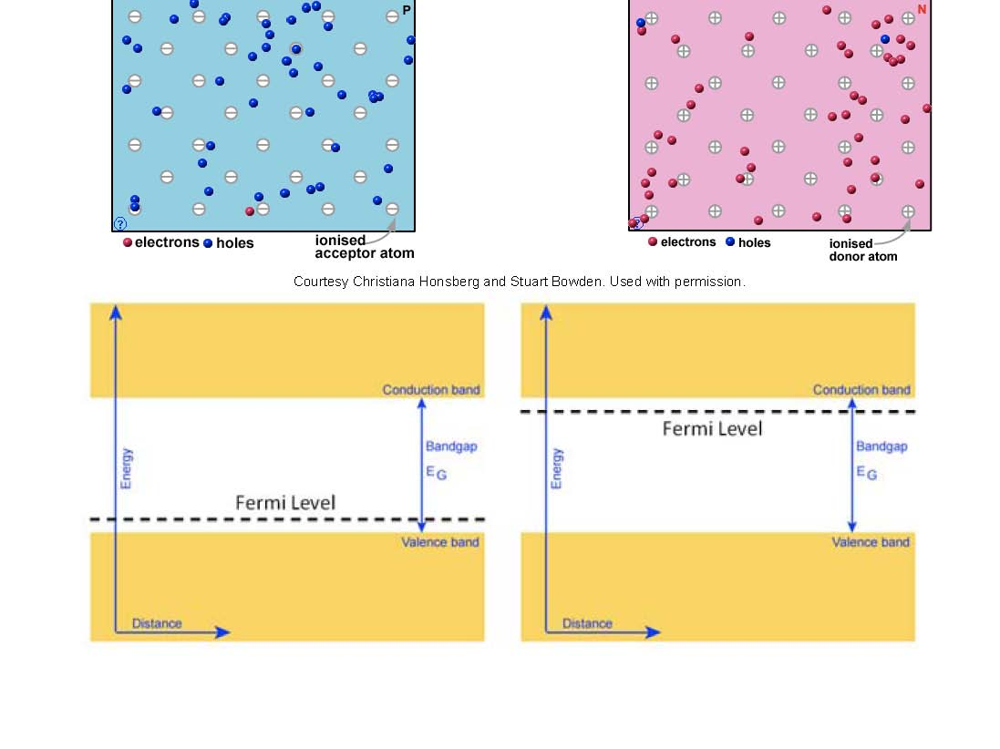 P
N
?
?
electrons holes
ionised
acceptor atom
electrons holes
ionised
donor atom
Courtesy Christiana Honsberg and Stuart Bowden. Used with permission.
Conduction band
Bandgap
EG
Energy
Fermi Level
Valence band
Distance
Conduction band
Fermi Level
Bandgap
EG
Energy
Valence band
Distance